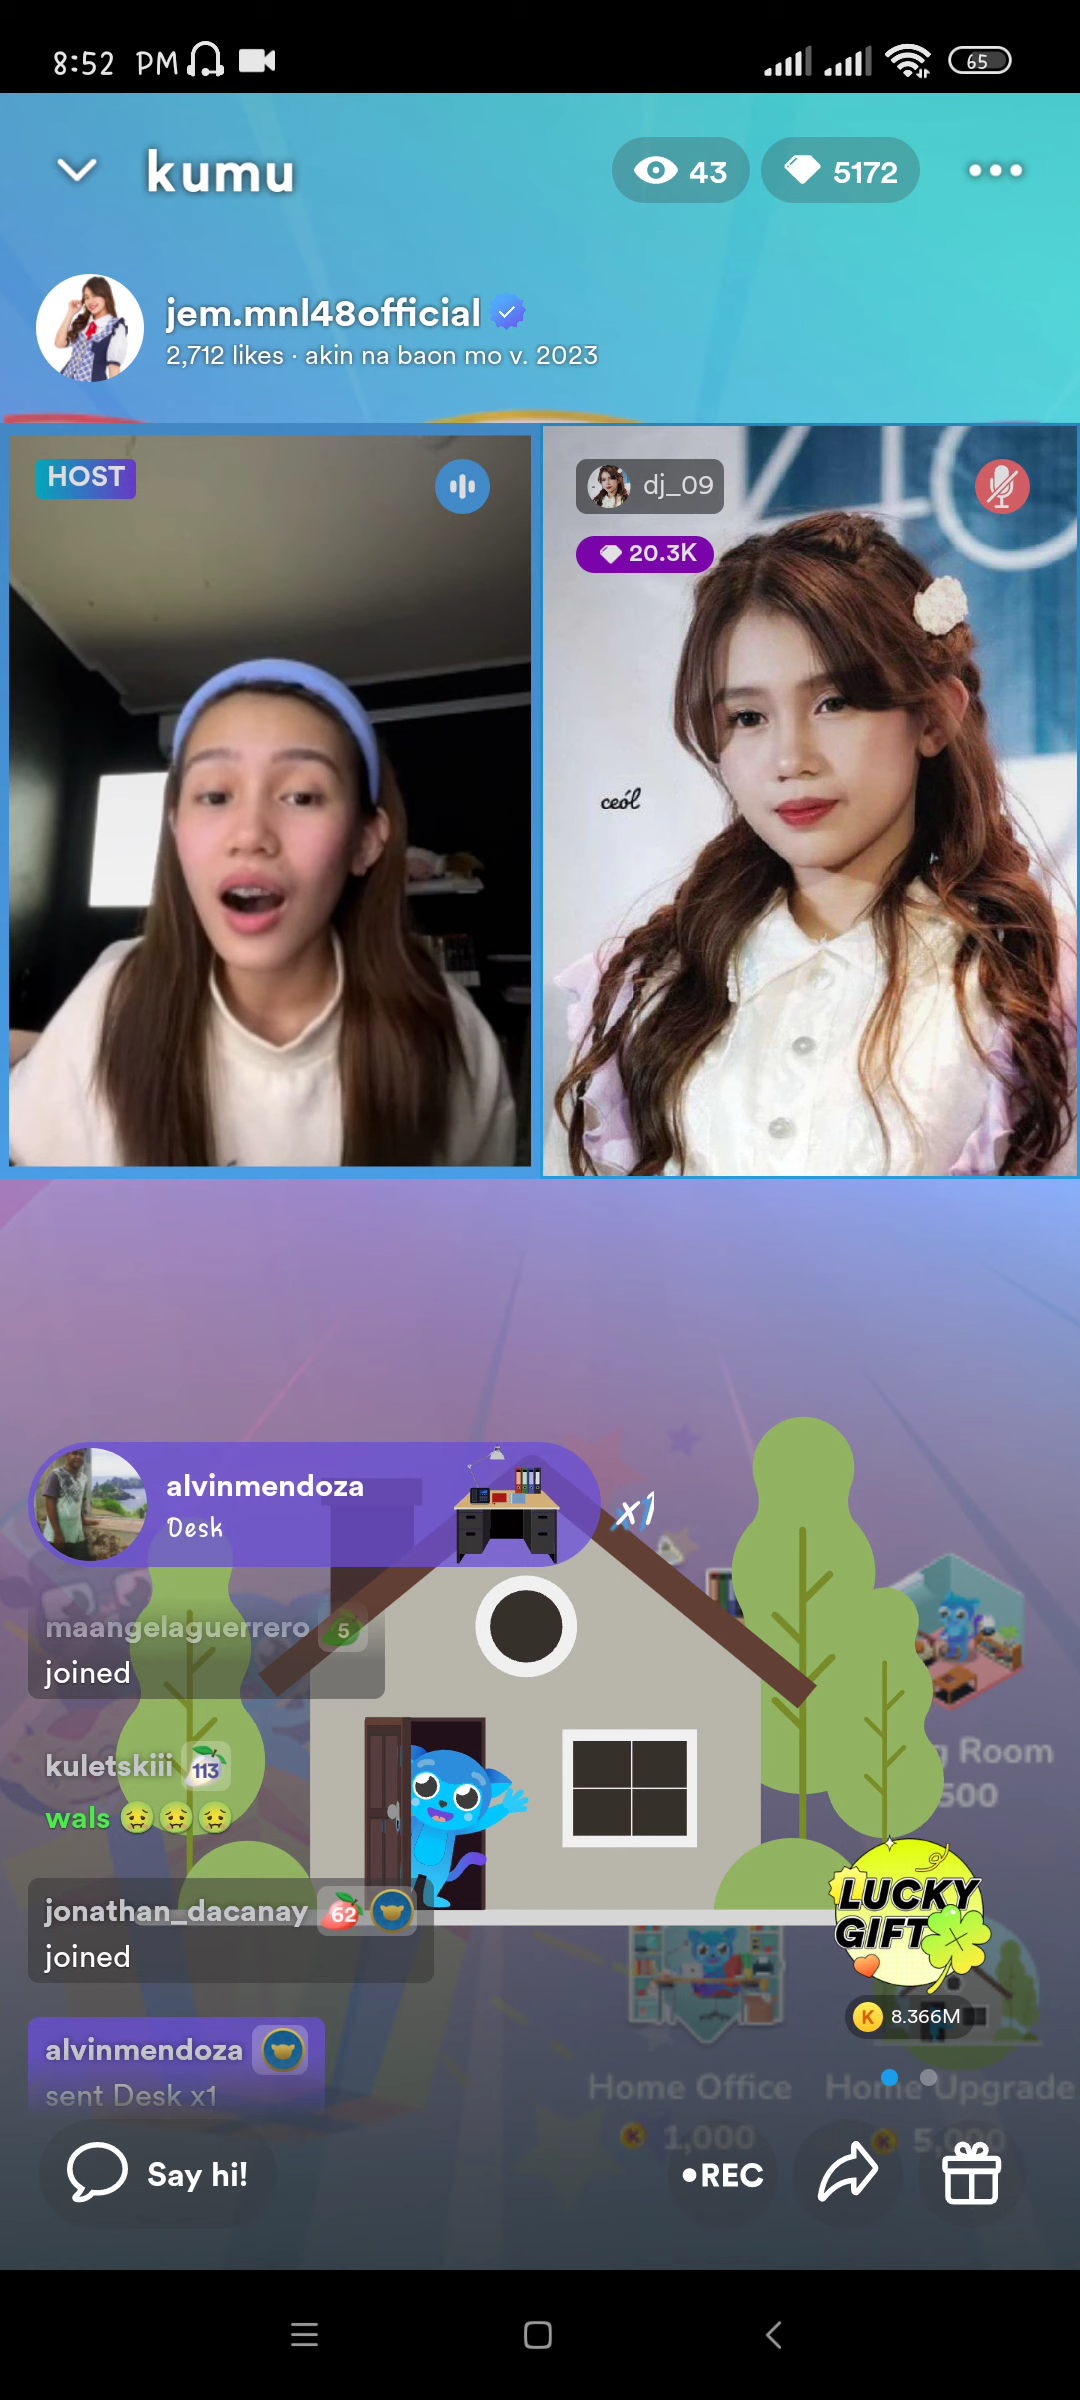 8:52 PM
65
kumu
43
5172
jem.mnl48official
2,712 likes · akin na baon mo v. 2023
HOST
dj_09
20.3K
ceól
alvinmendoza
Desk
x1
maangelaguerrero 5
joined
kuletskiii 113
wals 🤢🤢🤢
jonathan_dacanay 62
joined
alvinmendoza
sent Desk x1
Room
500
LUCKY
GIFT
K 8.366M
Home Office
Home Upgrade
1,000
Say hi!
•REC